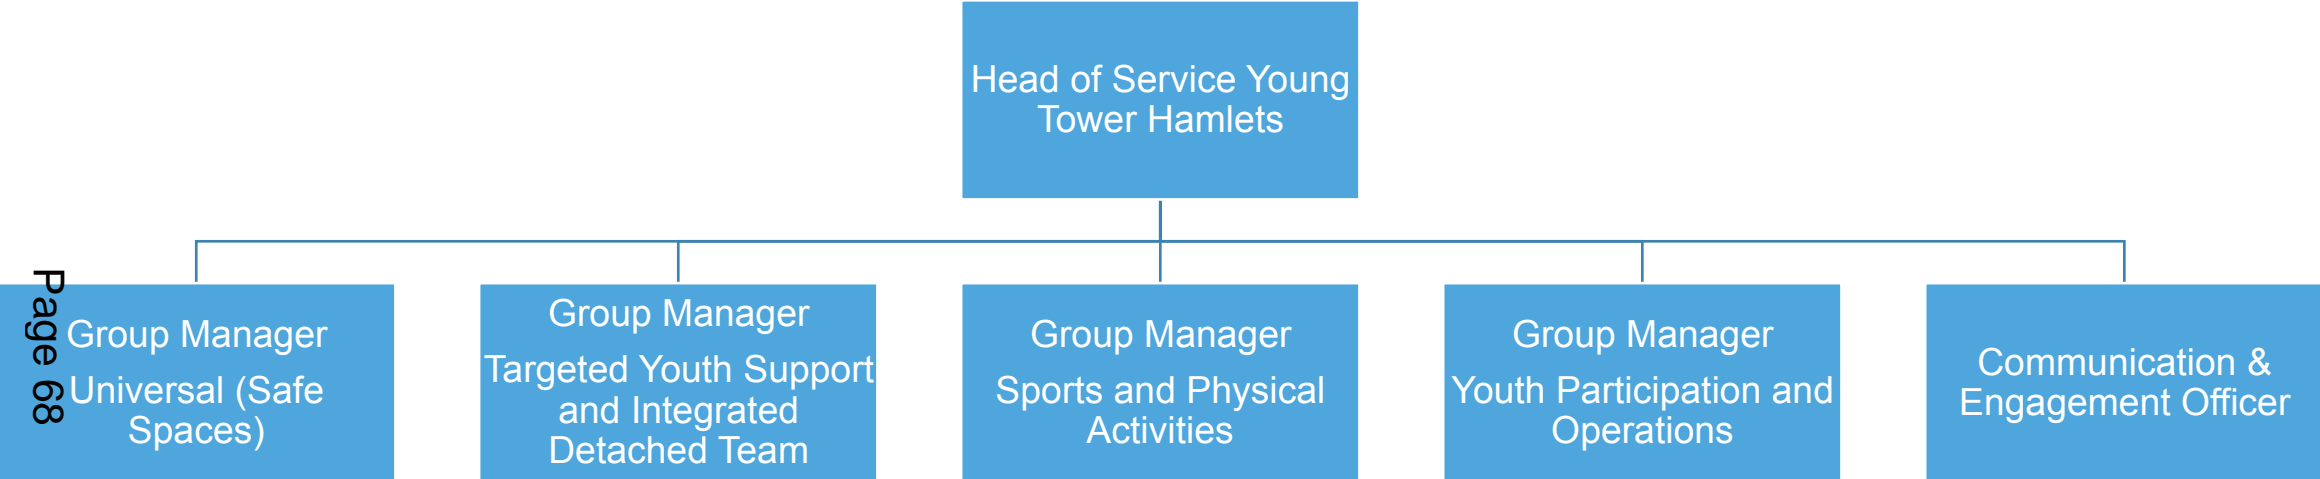 Head of Service Young
Tower Hamlets
Page 68
Group Manager
Universal (Safe
Spaces)
Group Manager
Targeted Youth Support
and Integrated
Detached Team
Group Manager
Sports and Physical
Activities
Group Manager
Youth Participation and
Operations
Communication &
Engagement Officer